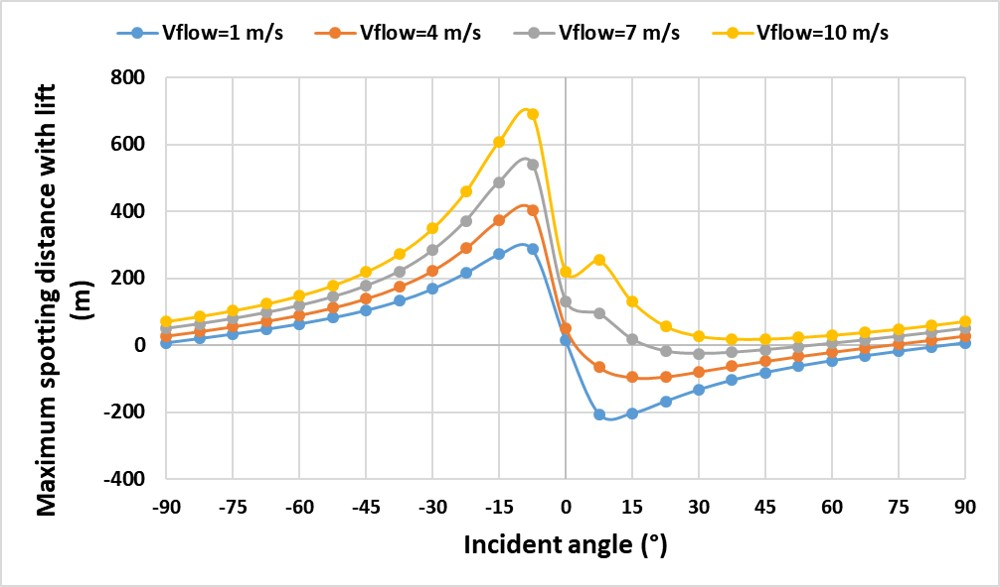 Vflow=1 m/s Vflow=4 m/s Vflow=7 m/s Vflow=10 m/s
Maximum spotting distance with lift
(m)
800
600
400
200
0
-200
-400
-90 -75 -60 -45 -30 -15 0 15 30 45 60 75 90
Incident angle (°)